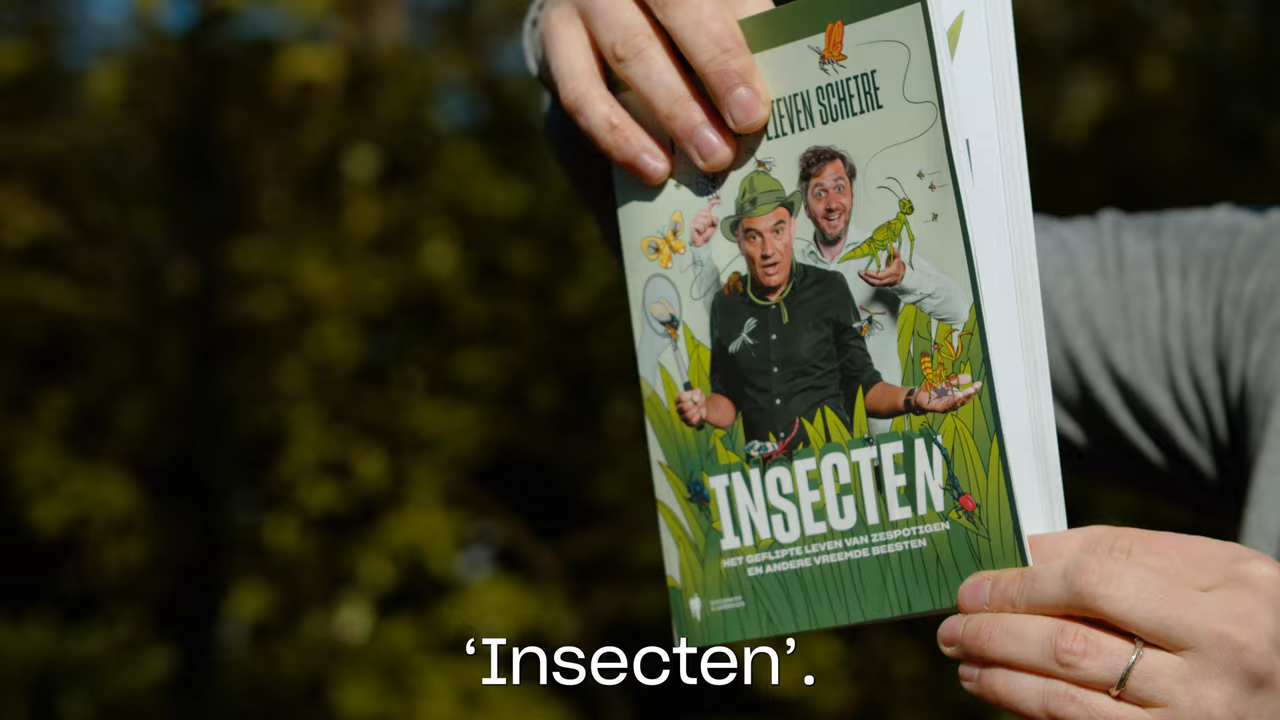 LIEVEN SCHEIRE
INSECTEN
HET GEFLIPTE LEVEN VAN ZESPOTIGEN
EN ANDERE VREEMDE BEESTEN
‘Insecten’.